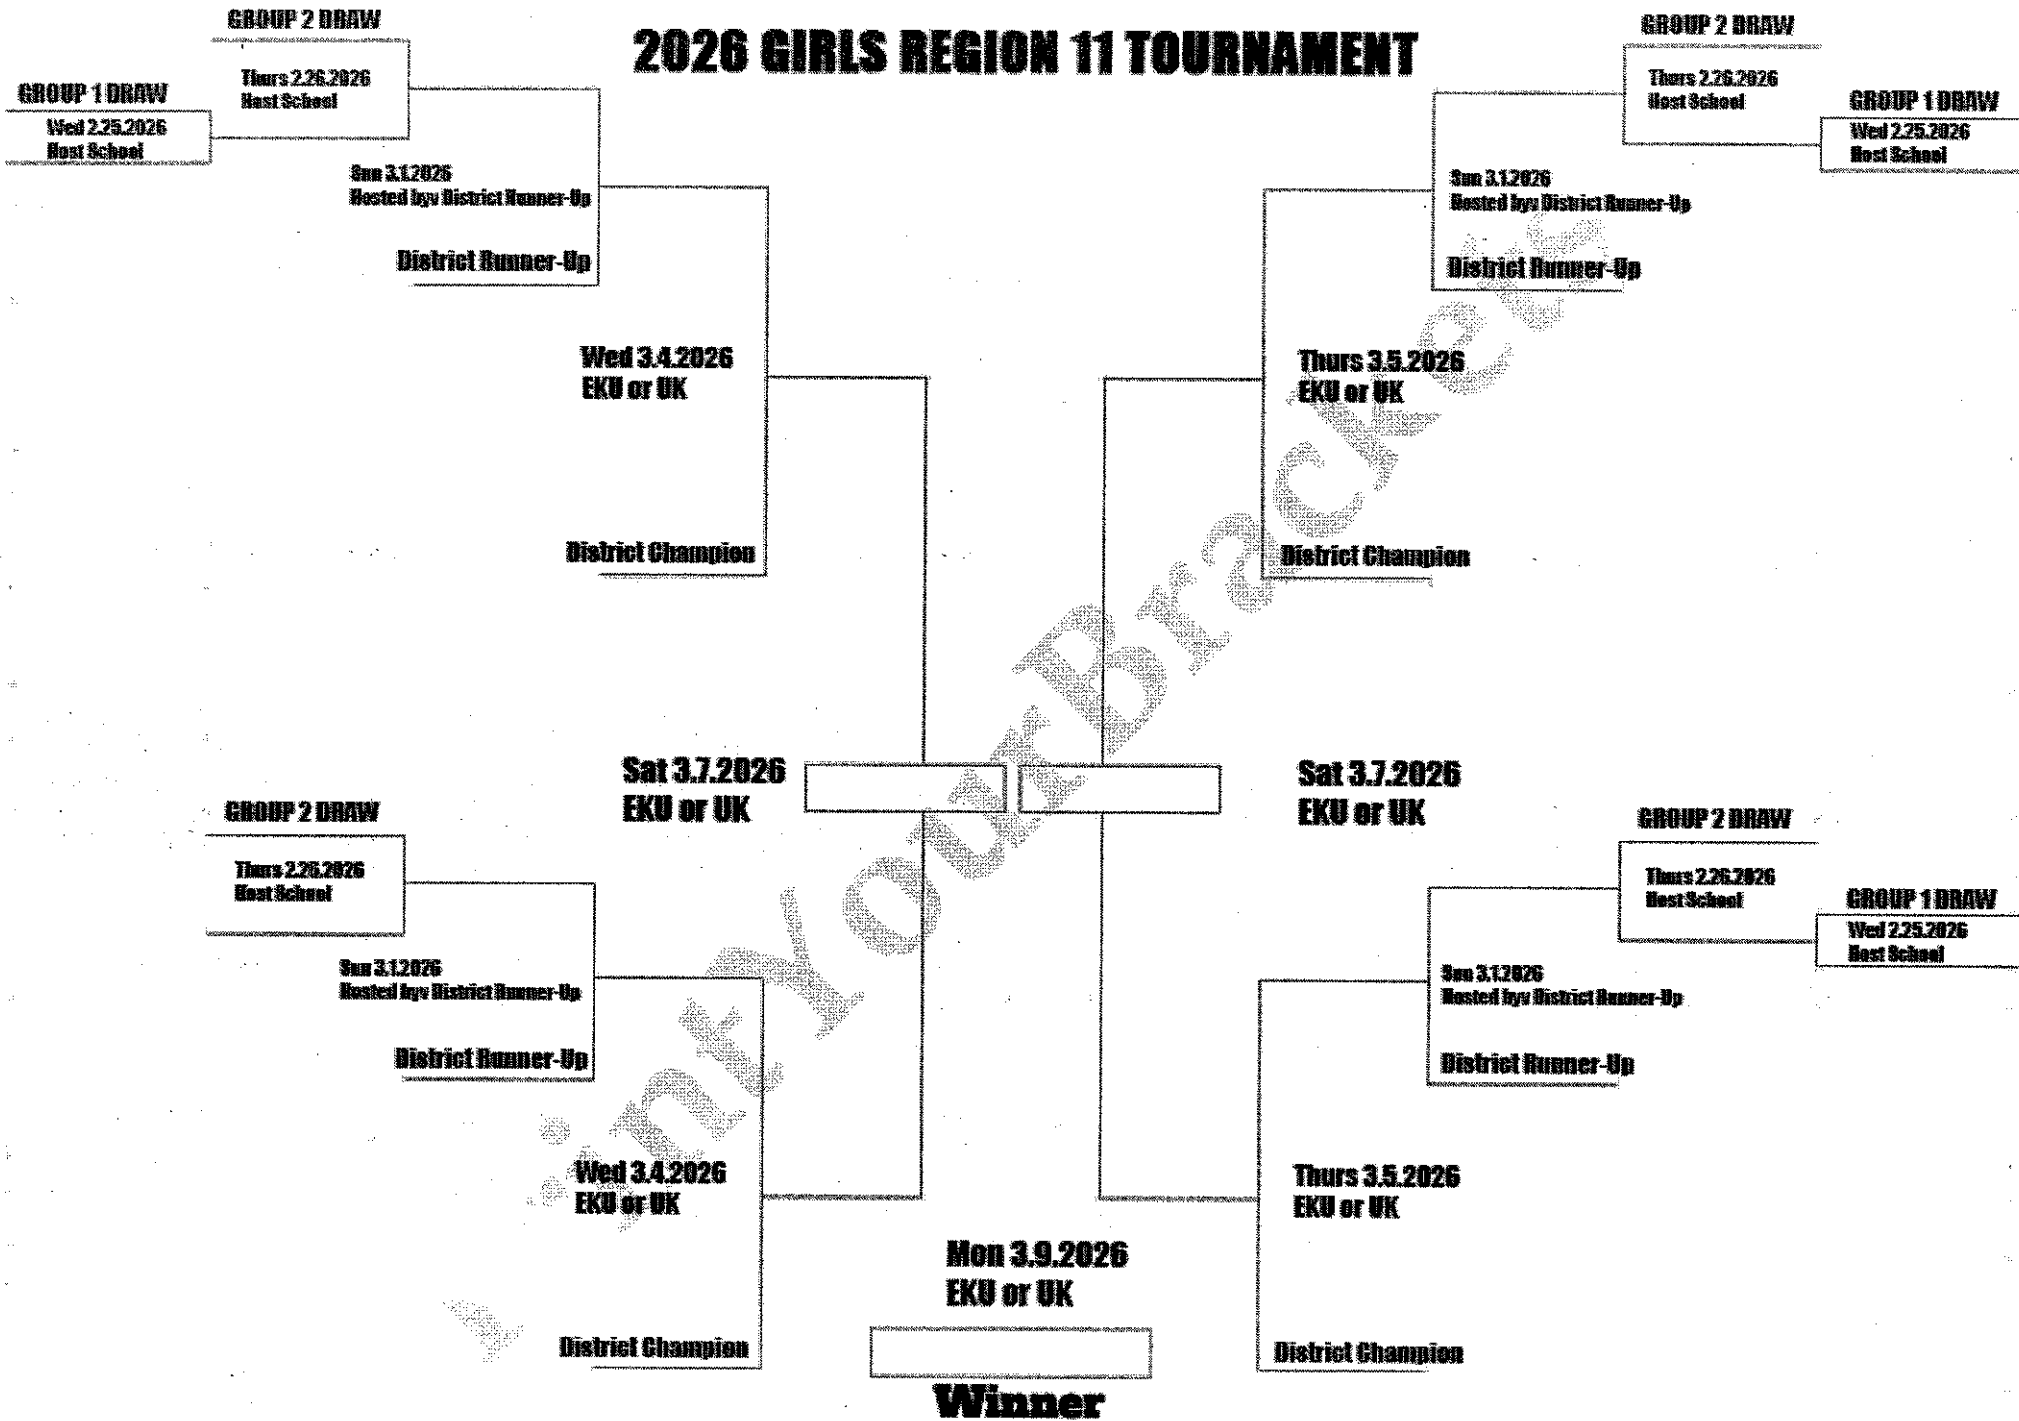 2026 GIRLS REGION 11 TOURNAMENT
GROUP 2 DRAW
Thurs 2.26.2026
Host School
GROUP 1 DRAW
Wed 2.25.2026
Host School
Sun 3.1.2026
Hosted byv District Runner-Up
District Runner-Up
Wed 3.4.2026
EKU or UK
District Champion
GROUP 2 DRAW
Thurs 2.26.2026
Host School
GROUP 1 DRAW
Wed 2.25.2026
Host School
Sun 3.1.2026
Hosted byv District Runner-Up
District Runner-Up
Thurs 3.5.2026
EKU or UK
District Champion
Sat 3.7.2026
EKU or UK
Sat 3.7.2026
EKU or UK
GROUP 2 DRAW
Thurs 2.26.2026
Host School
Sun 3.1.2026
Hosted byv District Runner-Up
District Runner-Up
Wed 3.4.2026
EKU or UK
District Champion
GROUP 2 DRAW
Thurs 2.26.2026
Host School
GROUP 1 DRAW
Wed 2.25.2026
Host School
Sun 3.1.2026
Hosted byv District Runner-Up
District Runner-Up
Thurs 3.5.2026
EKU or UK
District Champion
Mon 3.9.2026
EKU or UK
Winner